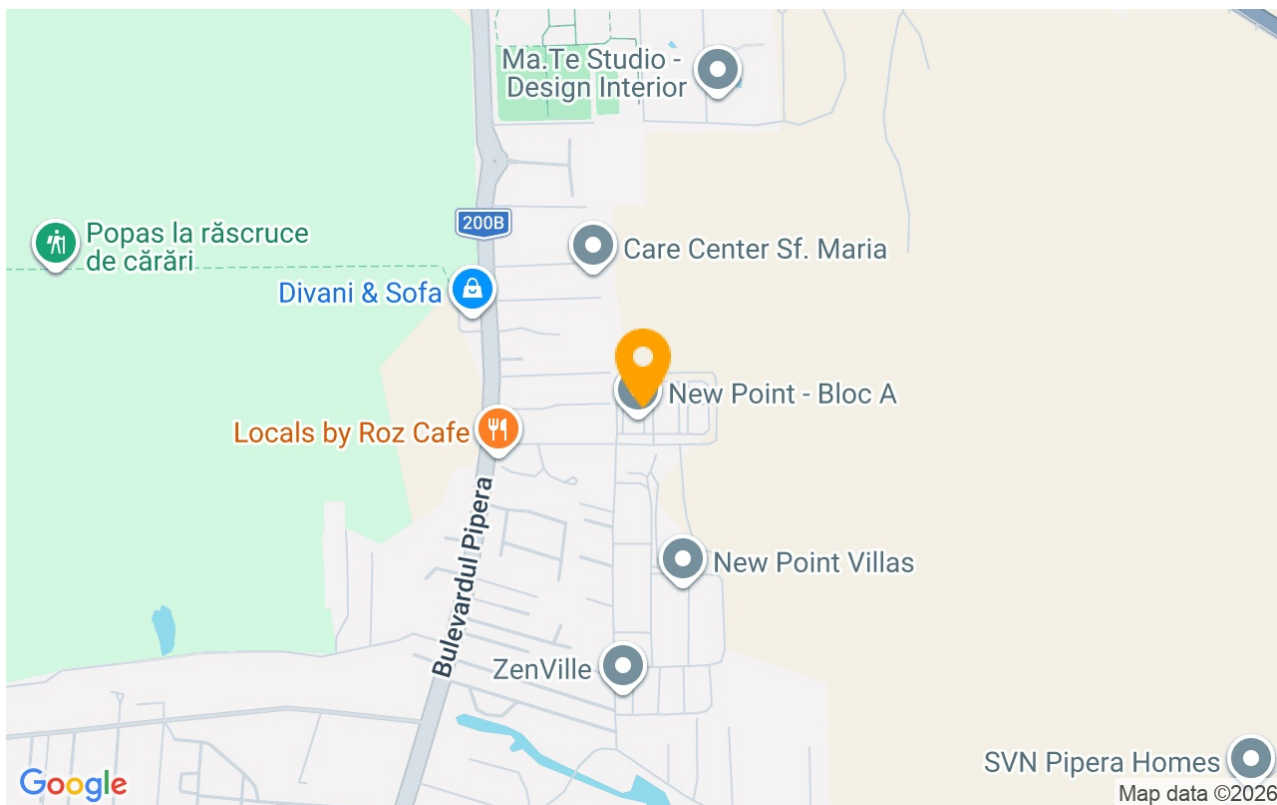 Ma.Te Studio -
Design Interior
200B
Popas la răscruce
de cărări
Care Center Sf. Maria
Divani & Sofa
New Point - Bloc A
Locals by Roz Cafe
Bulevardul Pipera
New Point Villas
ZenVille
SVN Pipera Homes
Google
Map data ©2026